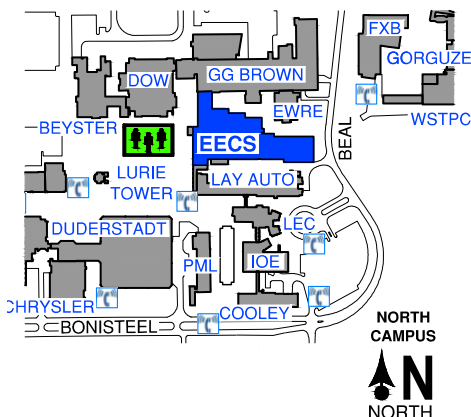 FXB
GORGUZE
DOW
GG BROWN
EWRE
WSTPC
BEYSTER
EECS
BEAL
LURIE
TOWER
LAY AUTO
DUDERSTADT
LEC
PML
IOE
CHRYSLER
COOLEY
BONISTEEL
NORTH
CAMPUS
N
NORTH